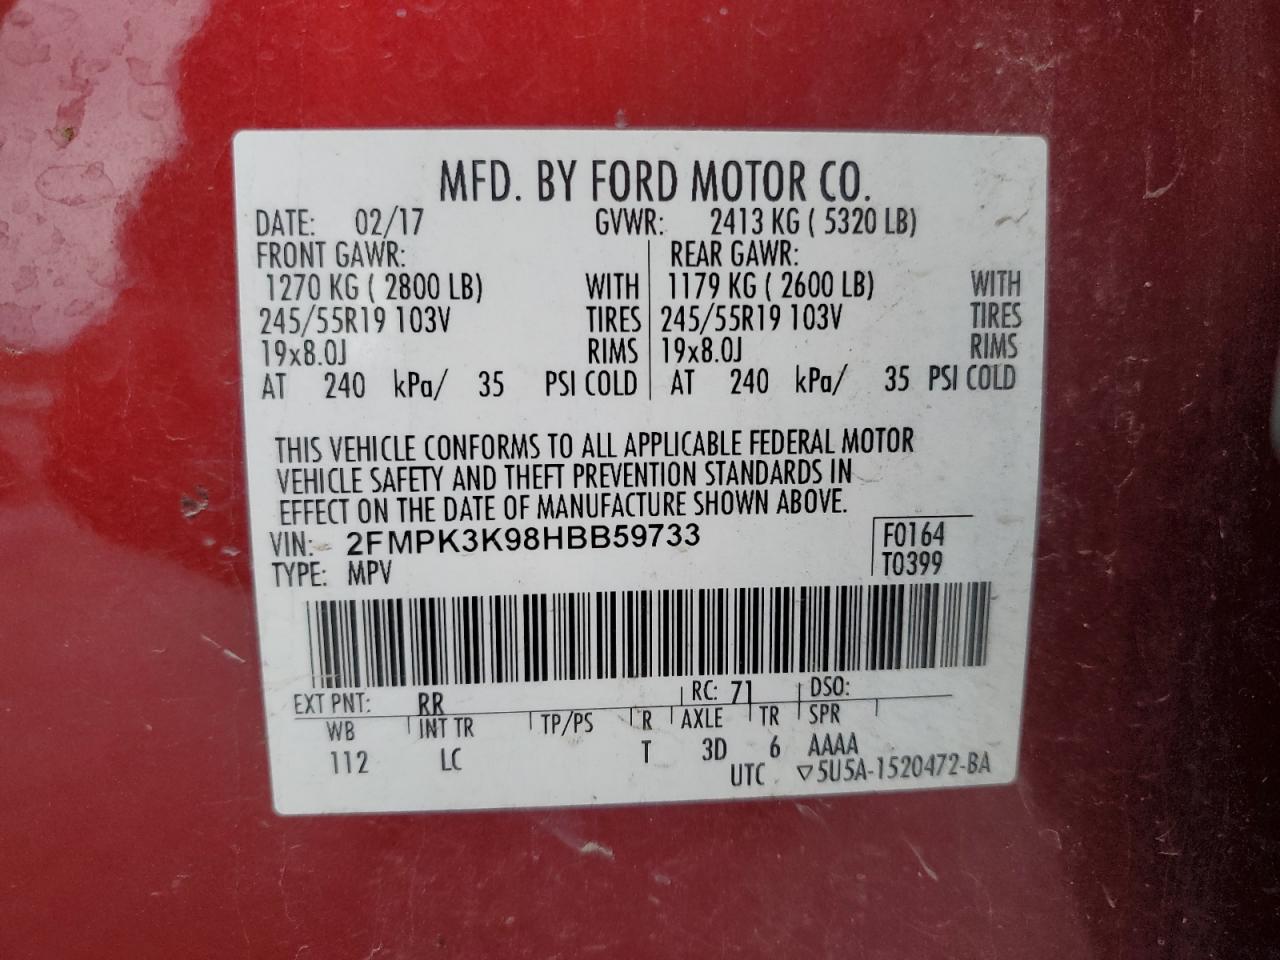 MFD. BY FORD MOTOR CO.
DATE: 02/17 GVWR: 2413 KG ( 5320 LB)
FRONT GAWR: REAR GAWR:
1270 KG ( 2800 LB) WITH 1179 KG ( 2600 LB) WITH
245/55R19 103V TIRES 245/55R19 103V TIRES
19x8.0J RIMS 19x8.0J RIMS
AT 240 kPa/ 35 PSI COLD AT 240 kPa/ 35 PSI COLD
THIS VEHICLE CONFORMS TO ALL APPLICABLE FEDERAL MOTOR
VEHICLE SAFETY AND THEFT PREVENTION STANDARDS IN
EFFECT ON THE DATE OF MANUFACTURE SHOWN ABOVE.
VIN: 2FMPK3K98HBB59733 F0164
TYPE: MPV T0399
EXT PNT: RR RC: 71 DSO:
WB INT TR TP/PS R AXLE TR SPR
112 LC T 3D 6 AAAA
UTC ▽5U5A-1520472-BA